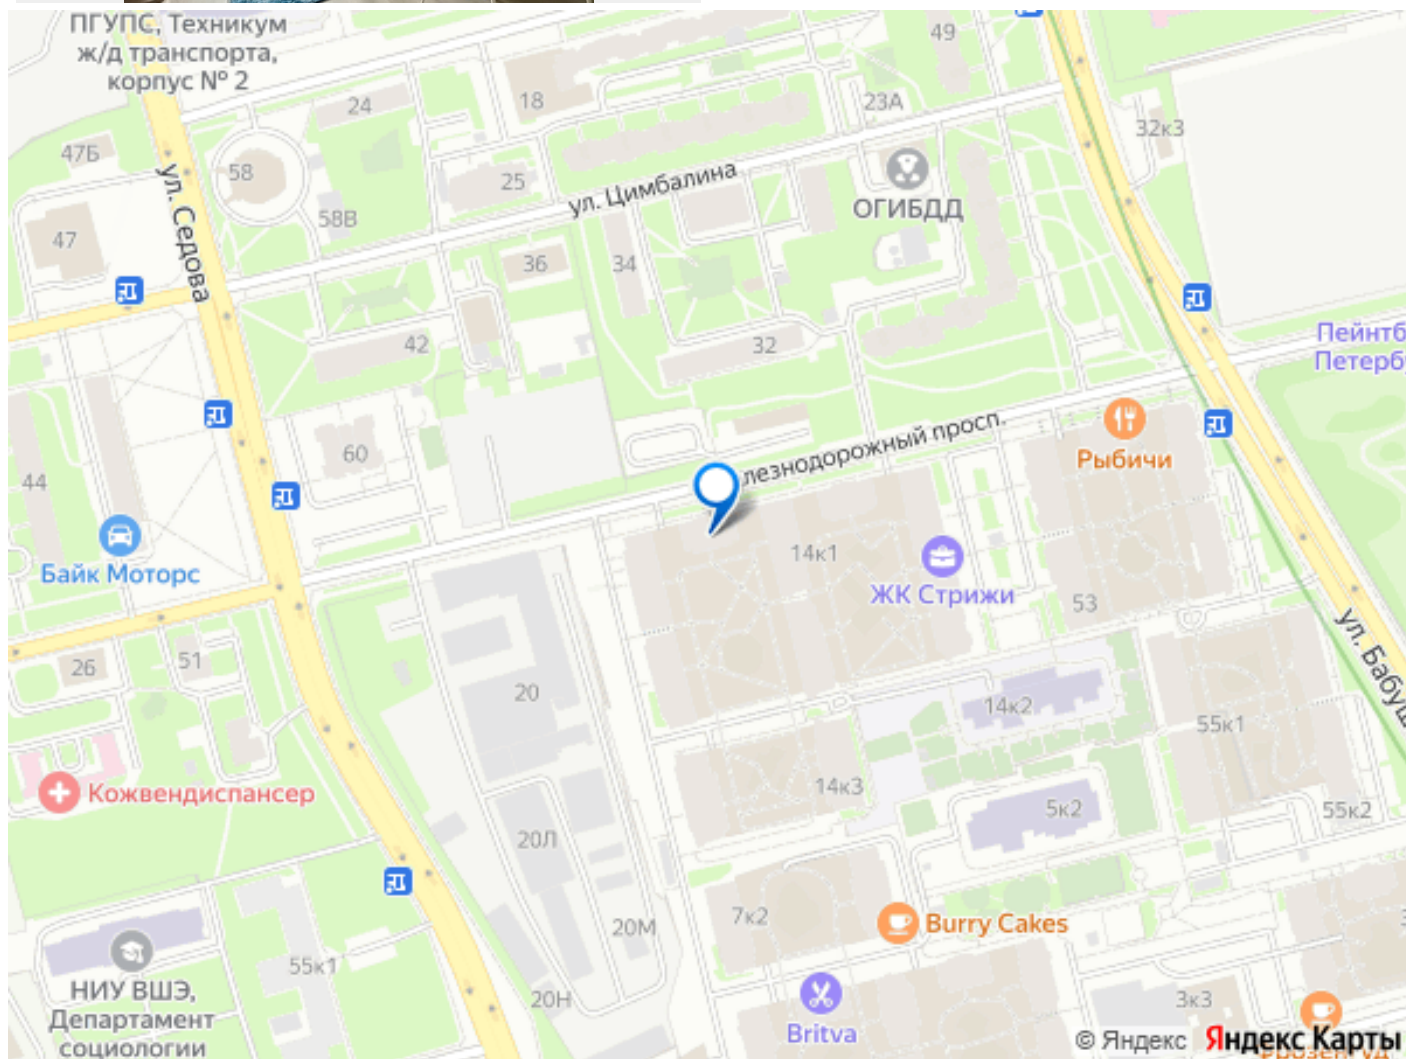 ПГУПС, Техникум
ж/д транспорта,
корпус № 2
49
24
18
23А
32к3
47Б
58
25
ул. Цимбалина
ул. Седова
58В
ОГИБДД
47
36
34
42
32
Пейнтб
Петербу
60
лезнодорожный просп.
Рыбичи
44
Байк Моторс
14к1
ЖК Стрижи
53
ул. Бабуш
26
51
20
14к2
55к1
Кожвендиспансер
14к3
5к2
55к2
20Л
7к2
Burry Cakes
20М
55к1
НИУ ВШЭ,
Департамент
социологии
20Н
Britva
3к3
© Яндекс Яндекс Карты